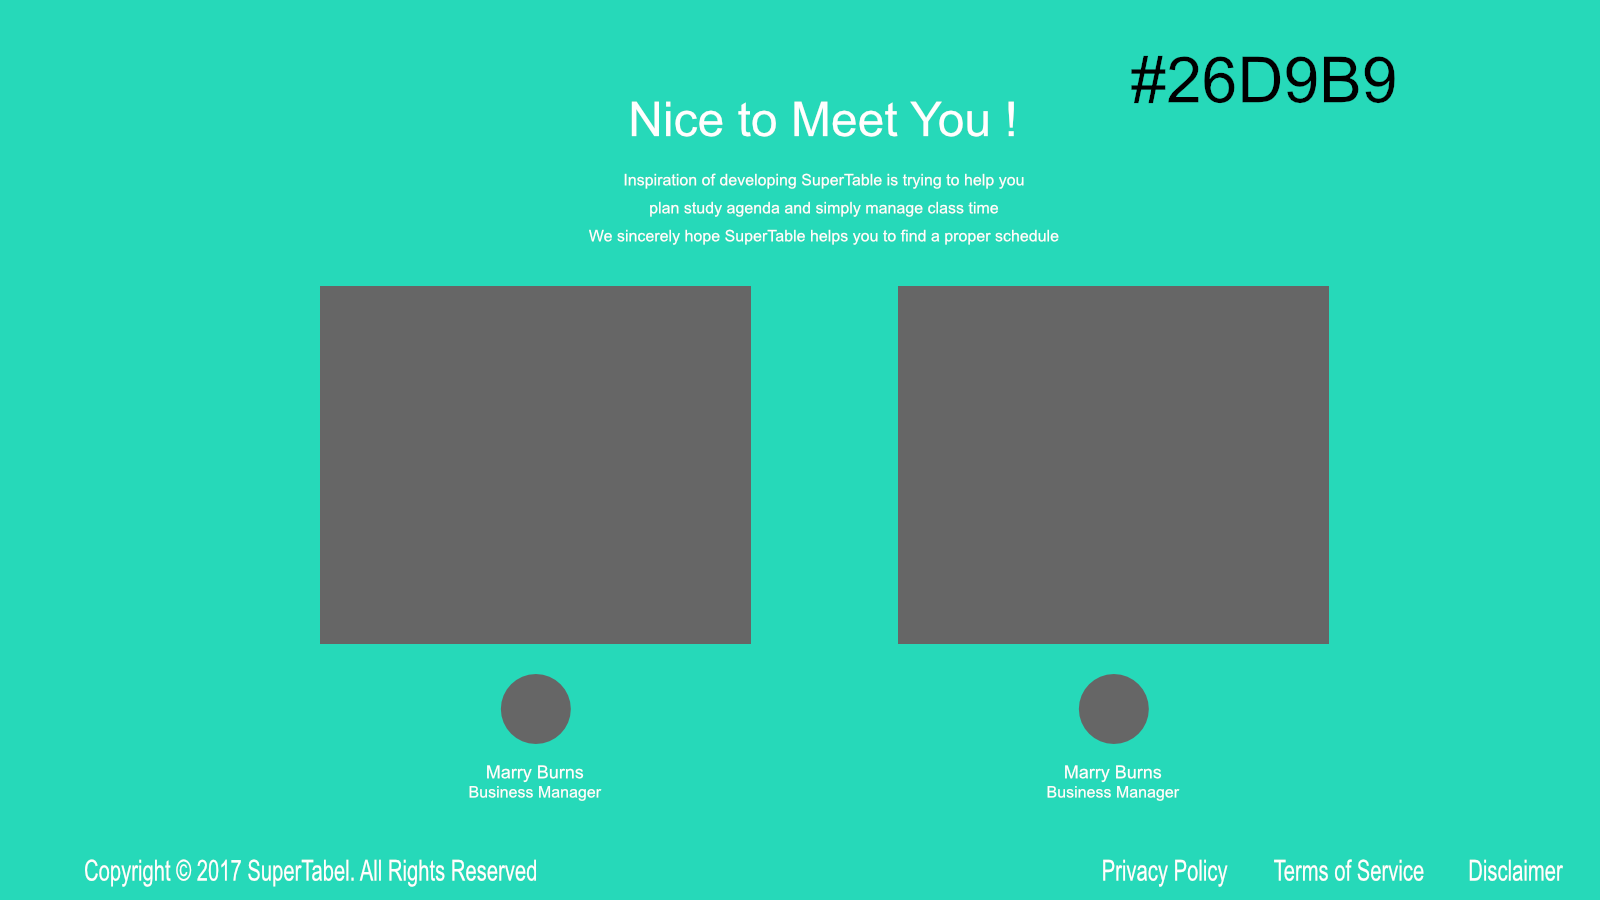 #26D9B9
Nice to Meet You !
Inspiration of developing SuperTable is trying to help you
plan study agenda and simply manage class time
We sincerely hope SuperTable helps you to find a proper schedule
Marry Burns
Business Manager
Marry Burns
Business Manager
Copyright © 2017 SuperTabel. All Rights Reserved
Privacy Policy
Terms of Service
Disclaimer